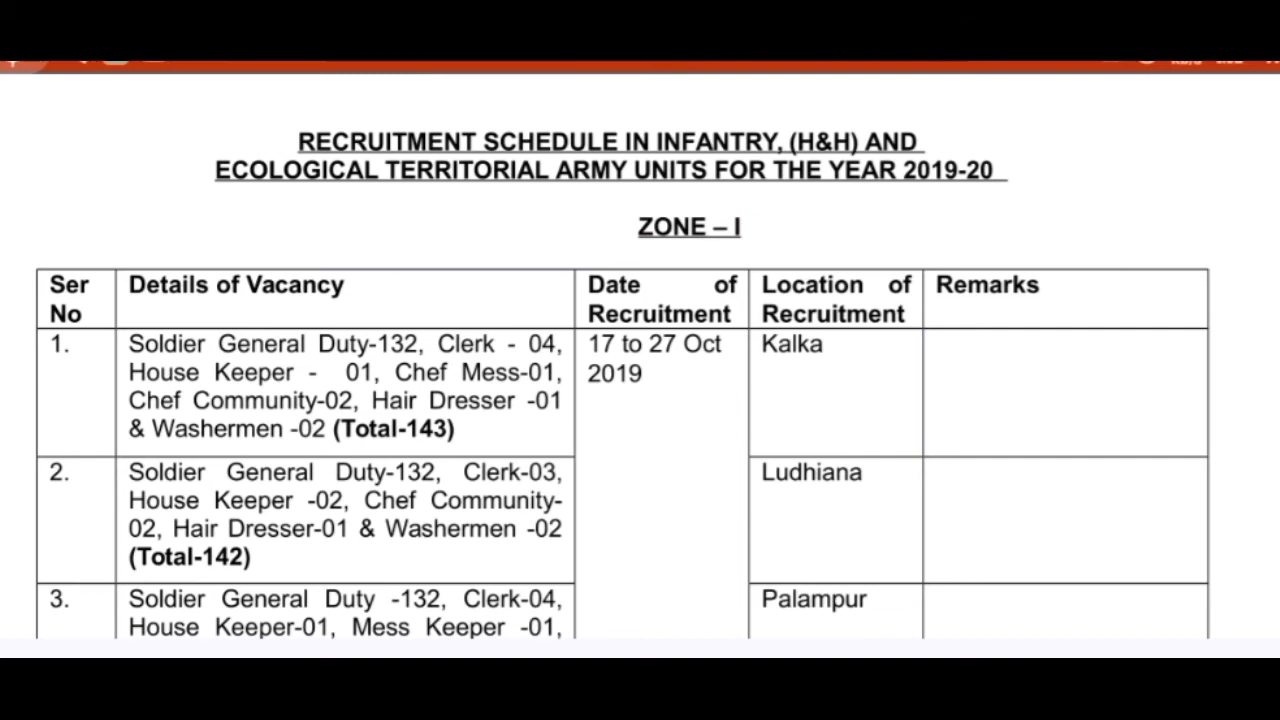 RECRUITMENT SCHEDULE IN INFANTRY, (H&H) AND
ECOLOGICAL TERRITORIAL ARMY UNITS FOR THE YEAR 2019-20
ZONE – I
Ser No
Details of Vacancy
Date of Recruitment
Location of Recruitment
Remarks
1.
Soldier General Duty-132, Clerk - 04,
House Keeper - 01, Chef Mess-01,
Chef Community-02, Hair Dresser -01
& Washermen -02 (Total-143)
17 to 27 Oct
2019
Kalka
2.
Soldier General Duty-132, Clerk-03,
House Keeper -02, Chef Community-
02, Hair Dresser-01 & Washermen -02
(Total-142)
Ludhiana
3.
Soldier General Duty -132, Clerk-04,
House Keeper-01, Mess Keeper -01,
Palampur